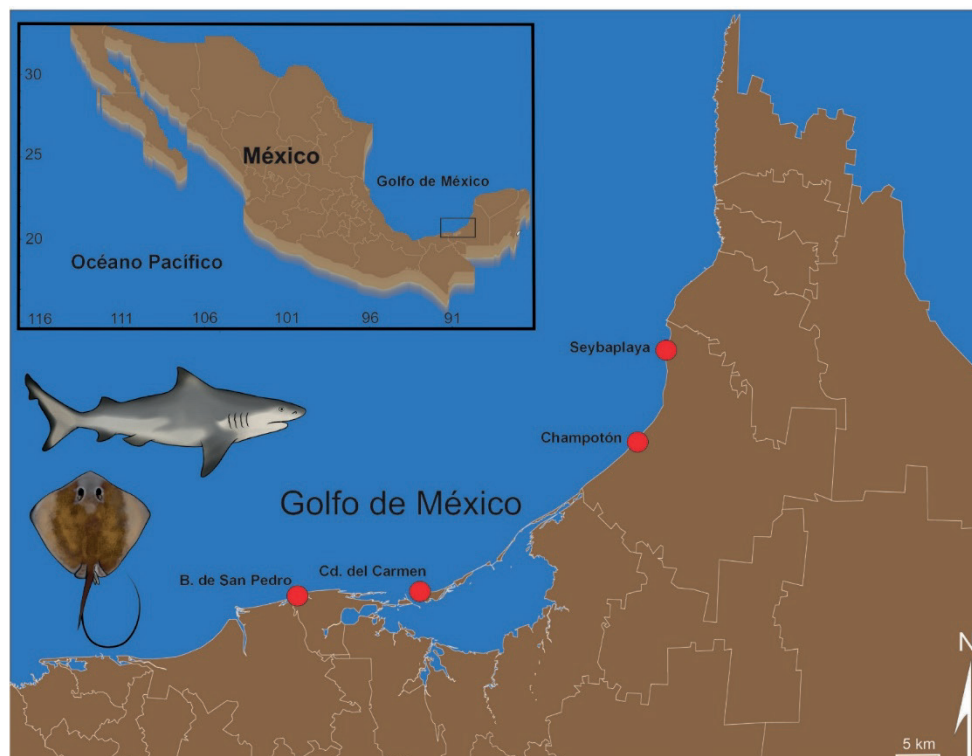 30
25
20
México
Golfo de México
Océano Pacífico
116
111
106
101
96
91
Seybaplaya
Champotón
Golfo de México
Cd. del Carmen
B. de San Pedro
N
5 km